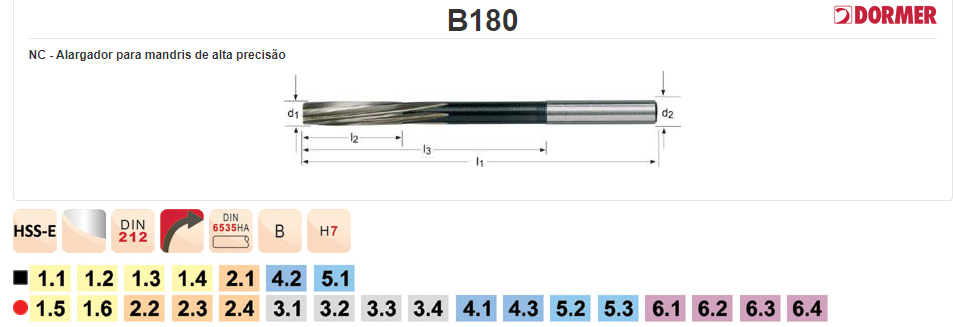 B180
DORMER
NC - Alargador para mandris de alta precisão
d1
d2
l2
l3
l1
HSS-E
DIN
212
DIN
6535HA
B
H7
1.1 1.2 1.3 1.4 2.1 4.2 5.1
1.5 1.6 2.2 2.3 2.4 3.1 3.2 3.3 3.4 4.1 4.3 5.2 5.3 6.1 6.2 6.3 6.4